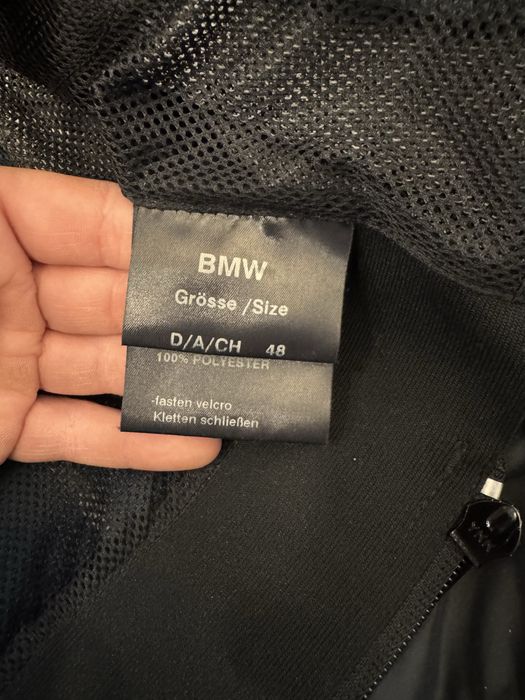 BMW
Grösse /Size
D/A/CH 48
100% POLYESTER
-fasten velcro
Kletten schließen